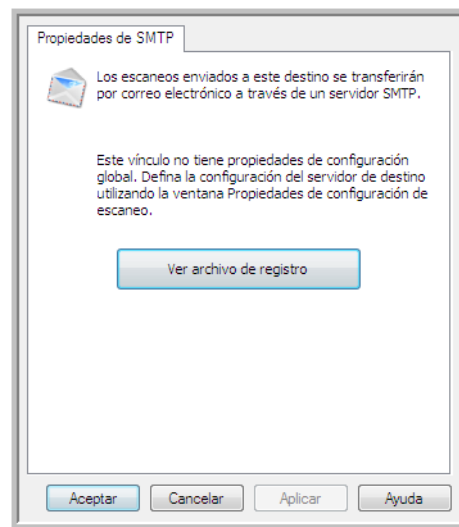 Propiedades de SMTP
Los escaneos enviados a este destino se transferirán
por correo electrónico a través de un servidor SMTP.
Este vínculo no tiene propiedades de configuración
global. Defina la configuración del servidor de destino
utilizando la ventana Propiedades de configuración de
escaneo.
Ver archivo de registro
Aceptar
Cancelar
Aplicar
Ayuda